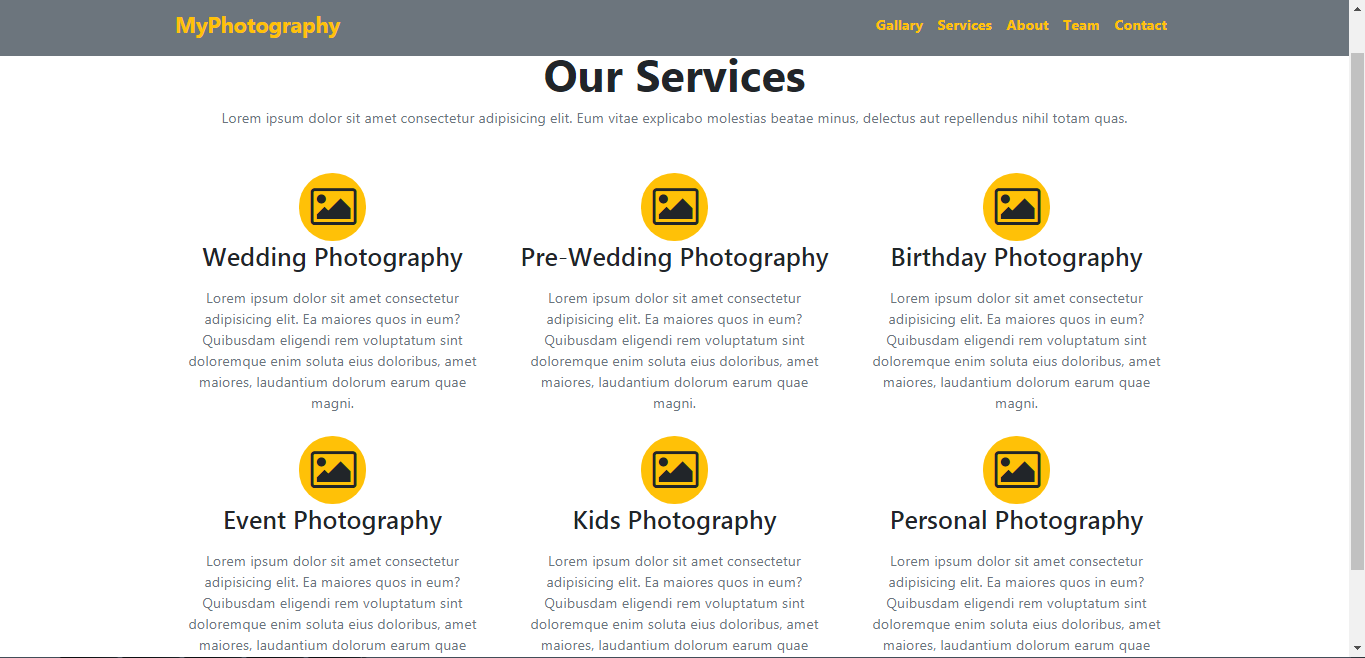 MyPhotography
Gallary Services About Team Contact
Our Services
Lorem ipsum dolor sit amet consectetur adipisicing elit. Eum vitae explicabo molestias beatae minus, delectus aut repellendus nihil totam quas.
Wedding Photography
Lorem ipsum dolor sit amet consectetur
adipisicing elit. Ea maiores quos in eum?
Quibusdam eligendi rem voluptatum sint
doloremque enim soluta eius doloribus, amet
maiores, laudantium dolorum earum quae
magni.
Pre-Wedding Photography
Lorem ipsum dolor sit amet consectetur
adipisicing elit. Ea maiores quos in eum?
Quibusdam eligendi rem voluptatum sint
doloremque enim soluta eius doloribus, amet
maiores, laudantium dolorum earum quae
magni.
Birthday Photography
Lorem ipsum dolor sit amet consectetur
adipisicing elit. Ea maiores quos in eum?
Quibusdam eligendi rem voluptatum sint
doloremque enim soluta eius doloribus, amet
maiores, laudantium dolorum earum quae
magni.
Event Photography
Lorem ipsum dolor sit amet consectetur
adipisicing elit. Ea maiores quos in eum?
Quibusdam eligendi rem voluptatum sint
doloremque enim soluta eius doloribus, amet
maiores, laudantium dolorum earum quae
Kids Photography
Lorem ipsum dolor sit amet consectetur
adipisicing elit. Ea maiores quos in eum?
Quibusdam eligendi rem voluptatum sint
doloremque enim soluta eius doloribus, amet
maiores, laudantium dolorum earum quae
Personal Photography
Lorem ipsum dolor sit amet consectetur
adipisicing elit. Ea maiores quos in eum?
Quibusdam eligendi rem voluptatum sint
doloremque enim soluta eius doloribus, amet
maiores, laudantium dolorum earum quae